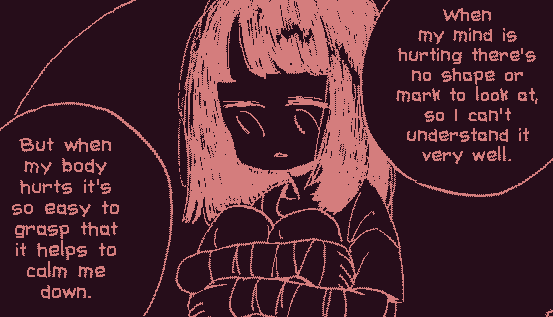 When
my mind is
hurting there's
no shape or
mark to look at,
so I can't
understand it
very well.
But when
my body
hurts it's
so easy to
grasp that
it helps to
calm me
down.